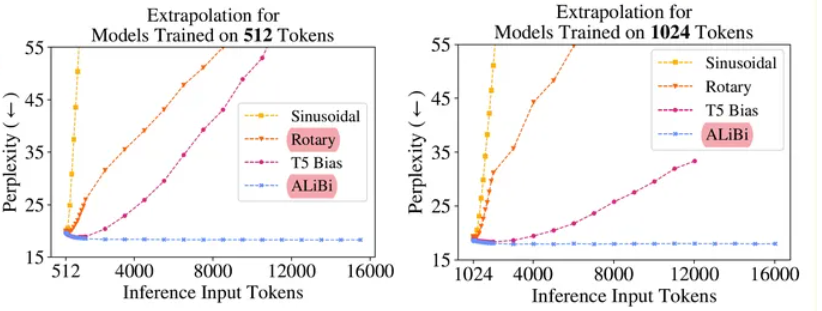 Extrapolation for
Models Trained on 512 Tokens
55
45
35
25
15
Perplexity (←)
Sinusoidal
Rotary
T5 Bias
ALiBi
512 4000 8000 12000 16000
Inference Input Tokens
Extrapolation for
Models Trained on 1024 Tokens
55
45
35
25
15
Perplexity (←)
Sinusoidal
Rotary
T5 Bias
ALiBi
1024 4000 8000 12000 16000
Inference Input Tokens